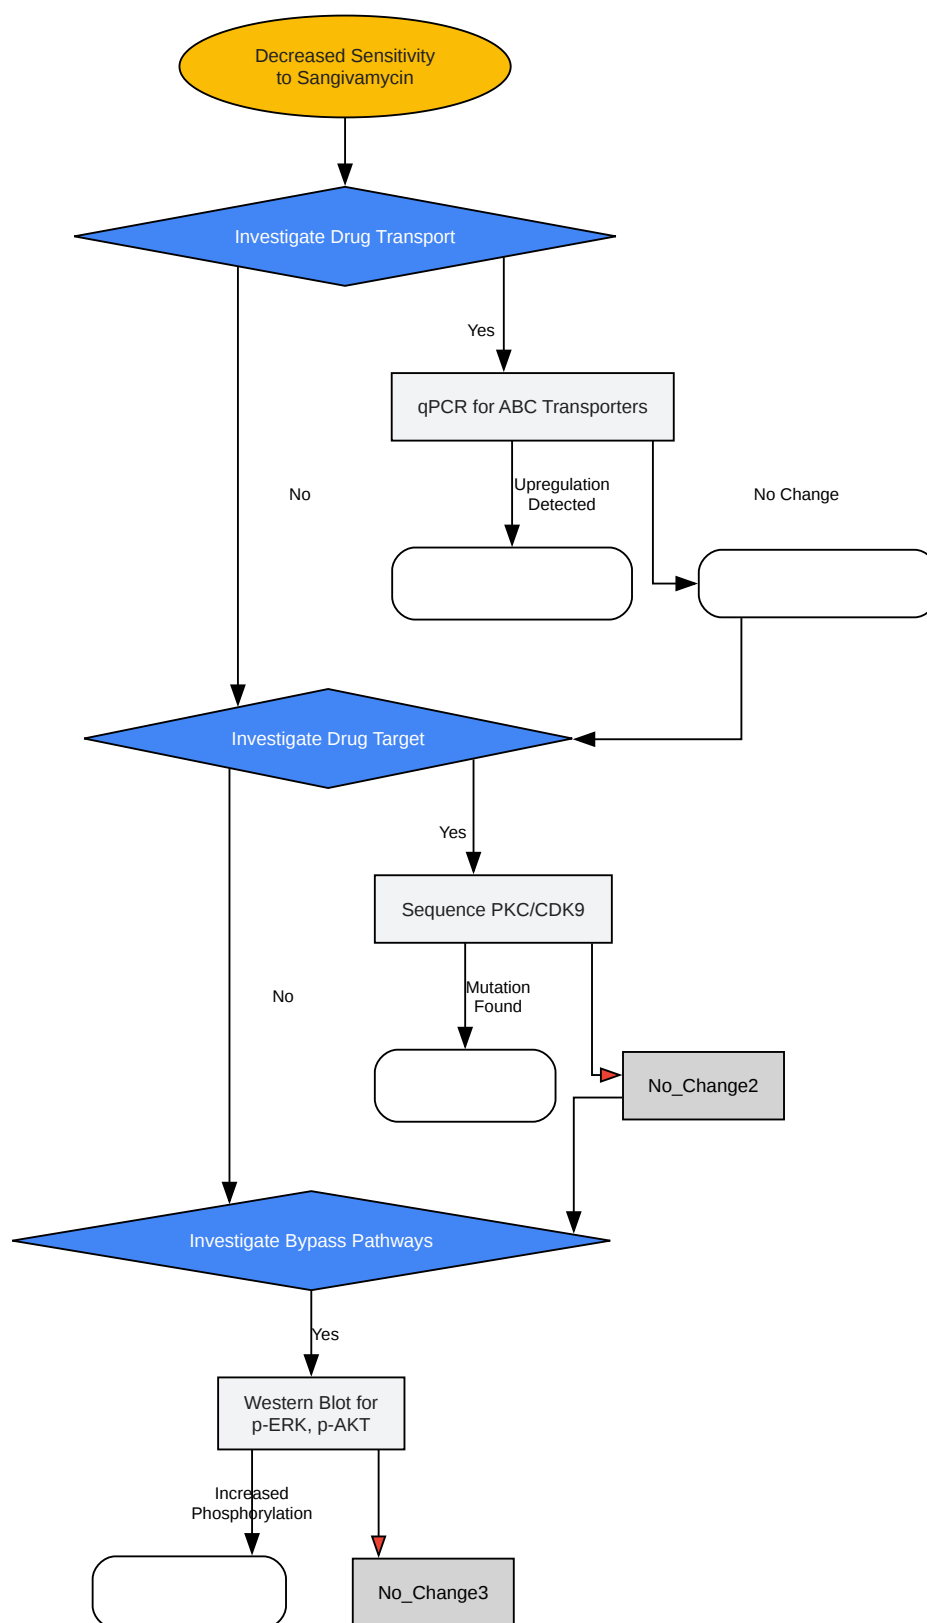 Decreased Sensitivity
to Sangivamycin
Investigate Drug Transport
Yes
qPCR for ABC Transporters
No
Upregulation
Detected
No Change
Investigate Drug Target
Yes
Sequence PKC/CDK9
No
Mutation
Found
No_Change2
Investigate Bypass Pathways
Yes
Western Blot for
p-ERK, p-AKT
Increased
Phosphorylation
No_Change3